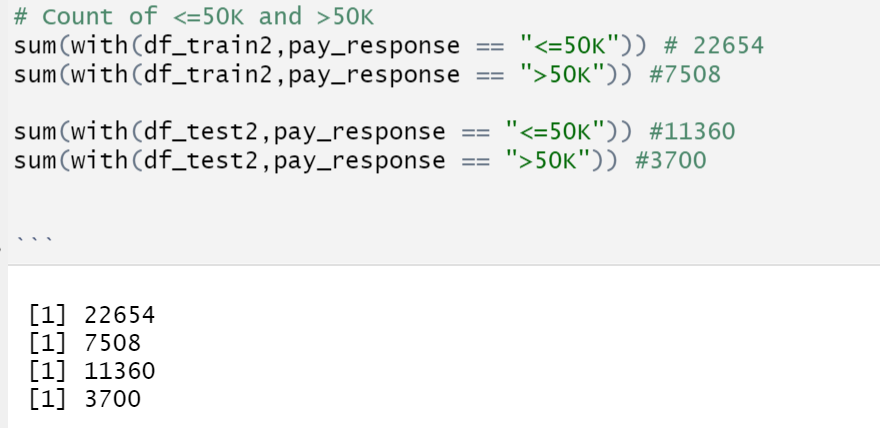 # Count of <=50K and >50K
sum(with(df_train2,pay_response == "<=50K")) # 22654
sum(with(df_train2,pay_response == ">50K")) #7508
sum(with(df_test2,pay_response == "<=50K")) #11360
sum(with(df_test2,pay_response == ">50K")) #3700
```
[1] 22654
[1] 7508
[1] 11360
[1] 3700